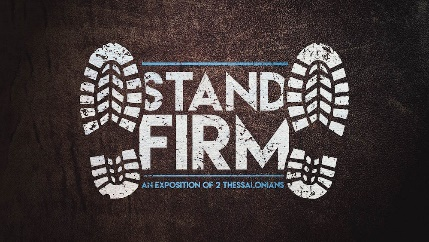 STAND
FIRM
AN EXPOSITION OF 2 THESSALONIANS